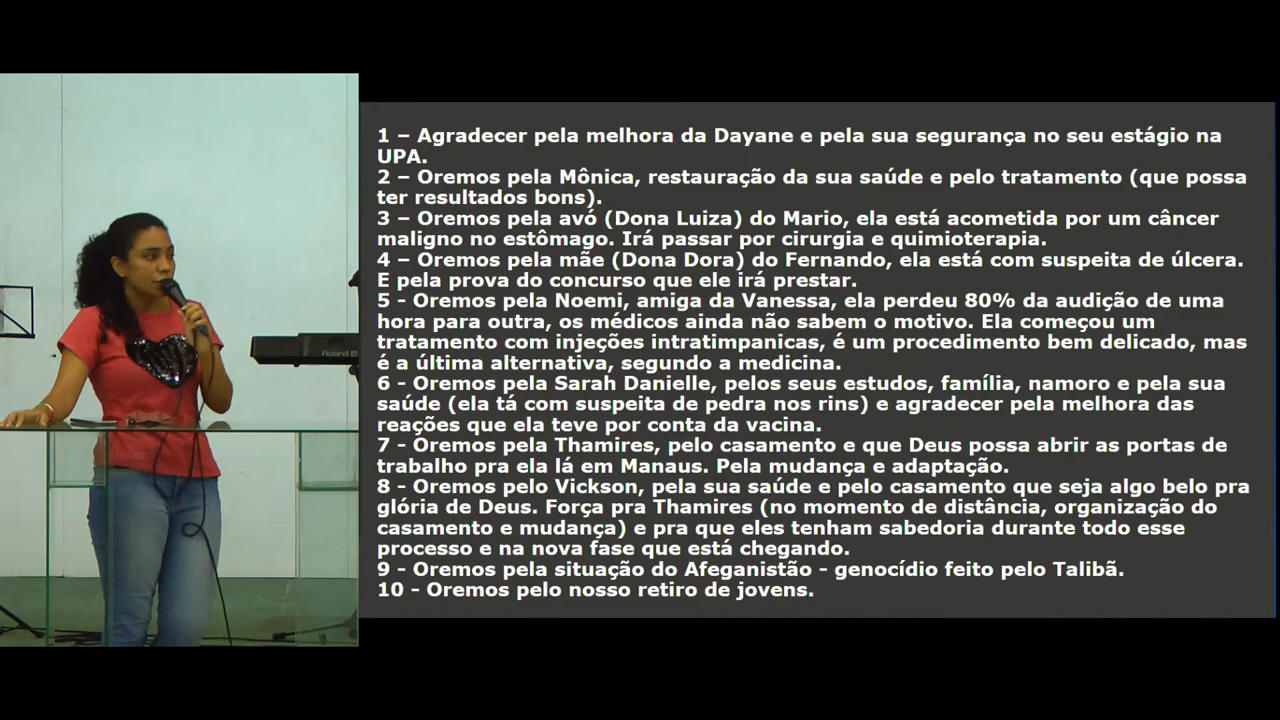 1 – Agradecer pela melhora da Dayane e pela sua segurança no seu estágio na
UPA.
2 – Oremos pela Mônica, restauração da sua saúde e pelo tratamento (que possa
ter resultados bons).
3 – Oremos pela avó (Dona Luiza) do Mario, ela está acometida por um câncer
maligno no estômago. Irá passar por cirurgia e quimioterapia.
4 – Oremos pela mãe (Dona Dora) do Fernando, ela está com suspeita de úlcera.
E pela prova do concurso que ele irá prestar.
5 - Oremos pela Noemi, amiga da Vanessa, ela perdeu 80% da audição de uma
hora para outra, os médicos ainda não sabem o motivo. Ela começou um
tratamento com injeções intratimpanicas, é um procedimento bem delicado, mas
é a última alternativa, segundo a medicina.
6 - Oremos pela Sarah Danielle, pelos seus estudos, família, namoro e pela sua
saúde (ela tá com suspeita de pedra nos rins) e agradecer pela melhora das
reações que ela teve por conta da vacina.
7 - Oremos pela Thamires, pelo casamento e que Deus possa abrir as portas de
trabalho pra ela lá em Manaus. Pela mudança e adaptação.
8 - Oremos pelo Vickson, pela sua saúde e pelo casamento que seja algo belo pra
glória de Deus. Força pra Thamires (no momento de distância, organização do
casamento e mudança) e pra que eles tenham sabedoria durante todo esse
processo e na nova fase que está chegando.
9 - Oremos pela situação do Afeganistão - genocídio feito pelo Talibã.
10 - Oremos pelo nosso retiro de jovens.
Roland